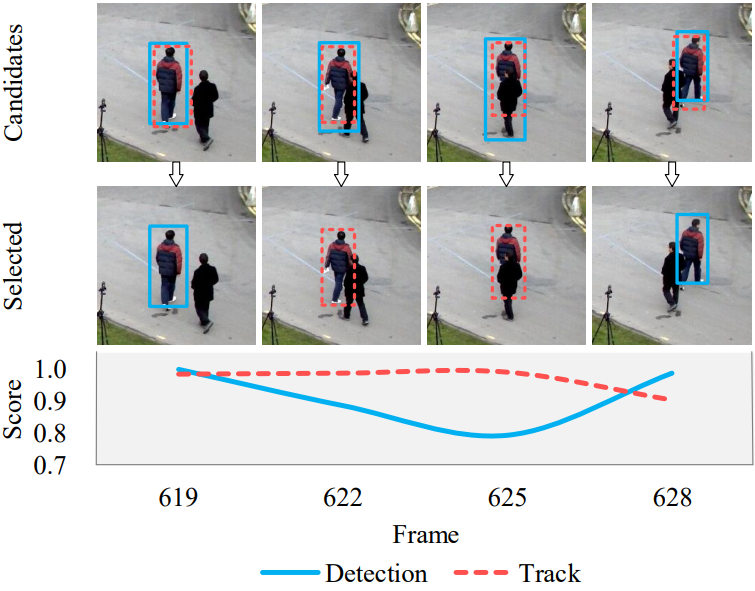 Candidates
Selected
Score
1.0
0.9
0.8
0.7
619 622 625 628
Frame
Detection Track